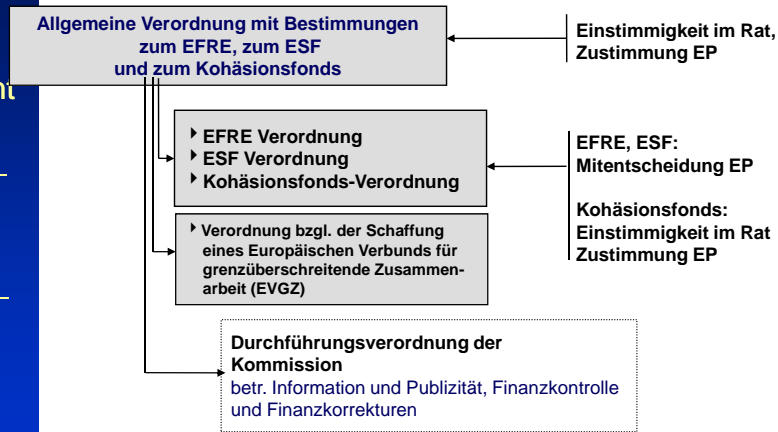 Allgemeine Verordnung mit Bestimmungen
zum EFRE, zum ESF
und zum Kohäsionsfonds
Einstimmigkeit im Rat,
Zustimmung EP
EFRE Verordnung
ESF Verordnung
Kohäsionsfonds-Verordnung
EFRE, ESF:
Mitentscheidung EP
Kohäsionsfonds:
Einstimmigkeit im Rat
Zustimmung EP
Verordnung bzgl. der Schaffung
eines Europäischen Verbunds für
grenzüberschreitende Zusammen-
arbeit (EVGZ)
Durchführungsverordnung der
Kommission
betr. Information und Publizität, Finanzkontrolle
und Finanzkorrekturen